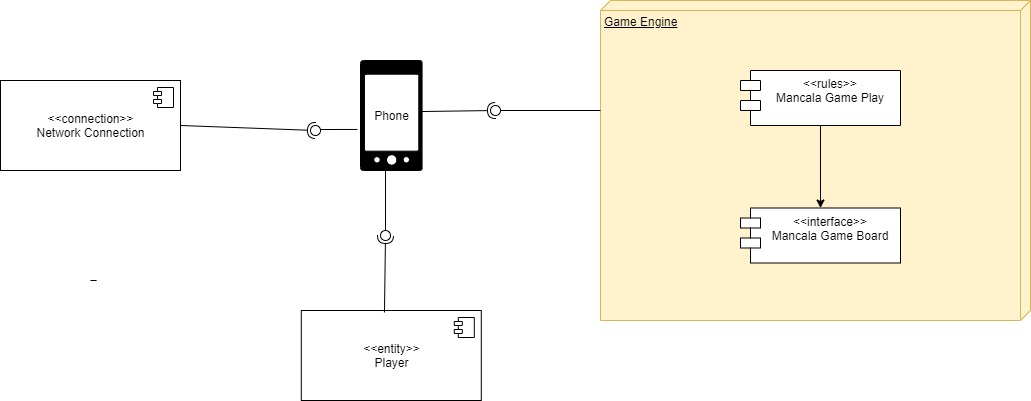 Game Engine
<<rules>>
Mancala Game Play
<<connection>>
Network Connection
Phone
<<interface>>
Mancala Game Board
<<entity>>
Player